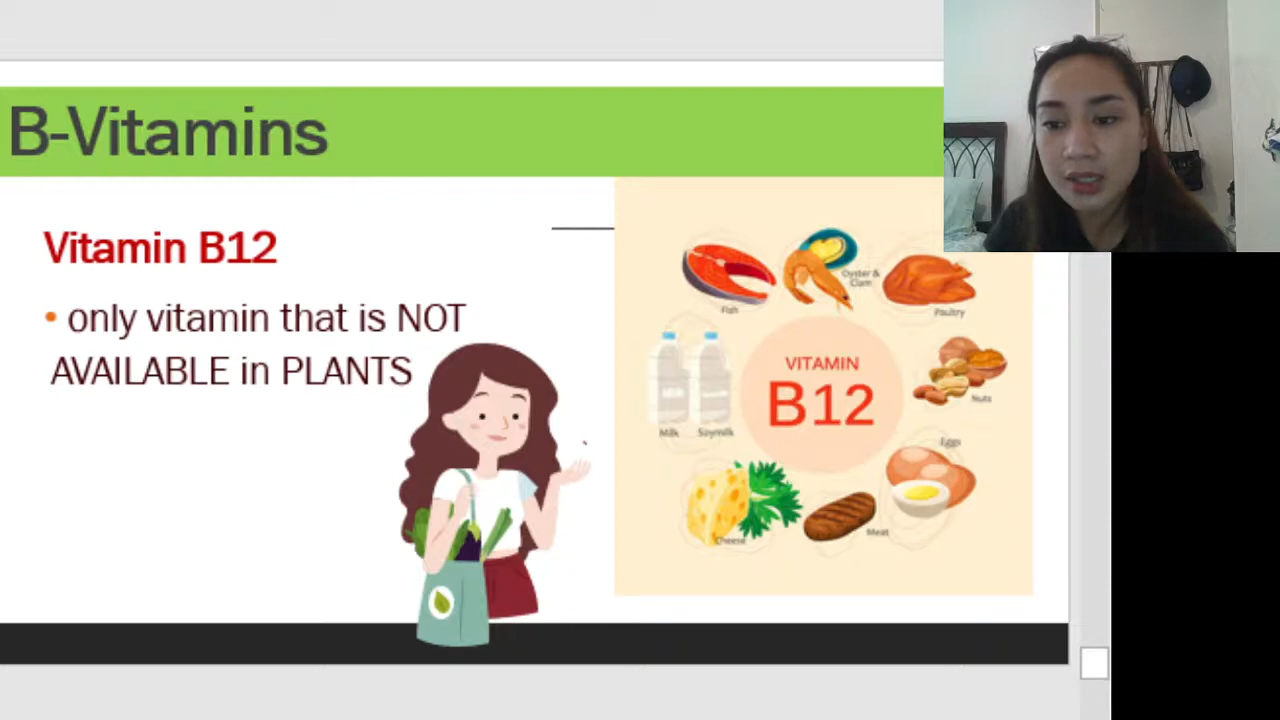 B-Vitamins
Vitamin B12
• only vitamin that is NOT
AVAILABLE in PLANTS
Fish
Oyster &
Clam
Poultry
Milk
Soymilk
VITAMIN
B12
Nuts
Eggs
Cheese
Meat